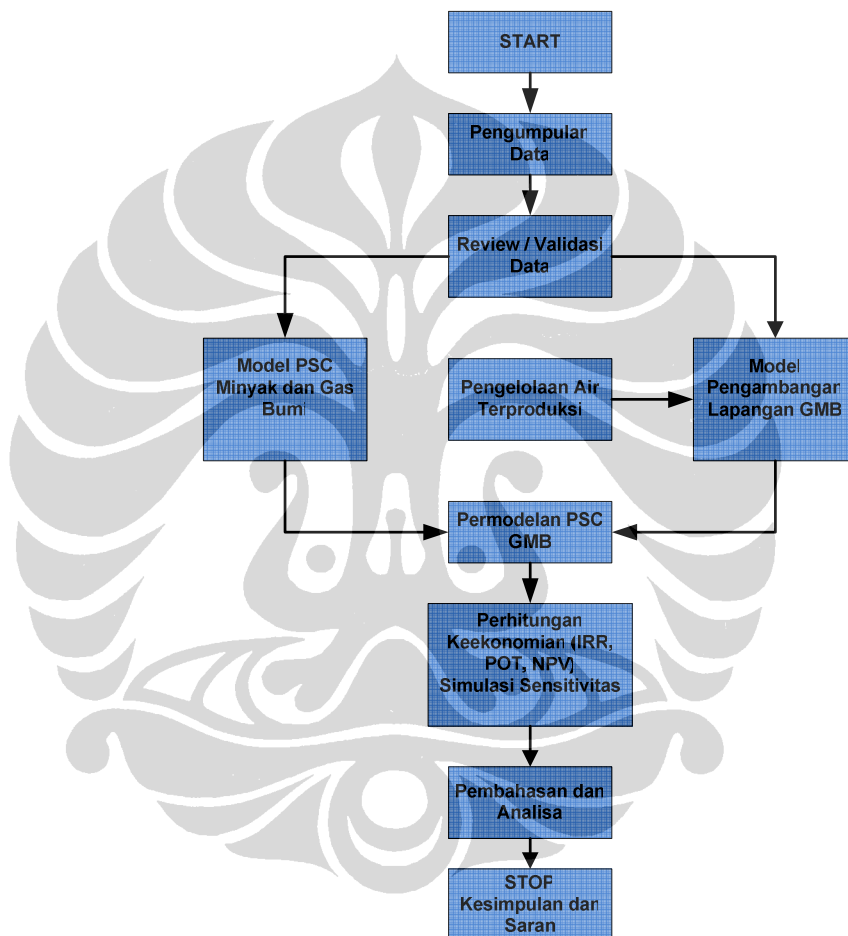 START
Pengumpulan
Data
Review / Validasi
Data
Model PSC
Minyak dan Gas
Bumi
Pengelolaan Air
Terproduksi
Model
Pengambangan
Lapangan GMB
Permodelan PSC
GMB
Perhitungan
Keekonomian (IRR,
POT, NPV)
Simulasi Sensitivitas
Pembahasan dan
Analisa
STOP
Kesimpulan dan
Saran